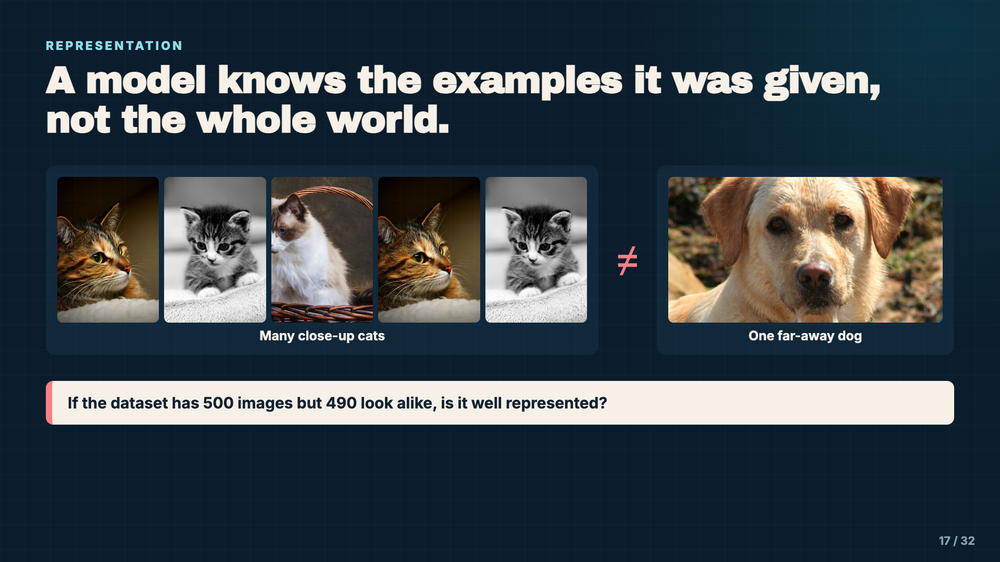 REPRESENTATION
A model knows the examples it was given,
not the whole world.
≠
Many close-up cats
One far-away dog
If the dataset has 500 images but 490 look alike, is it well represented?
17 / 32